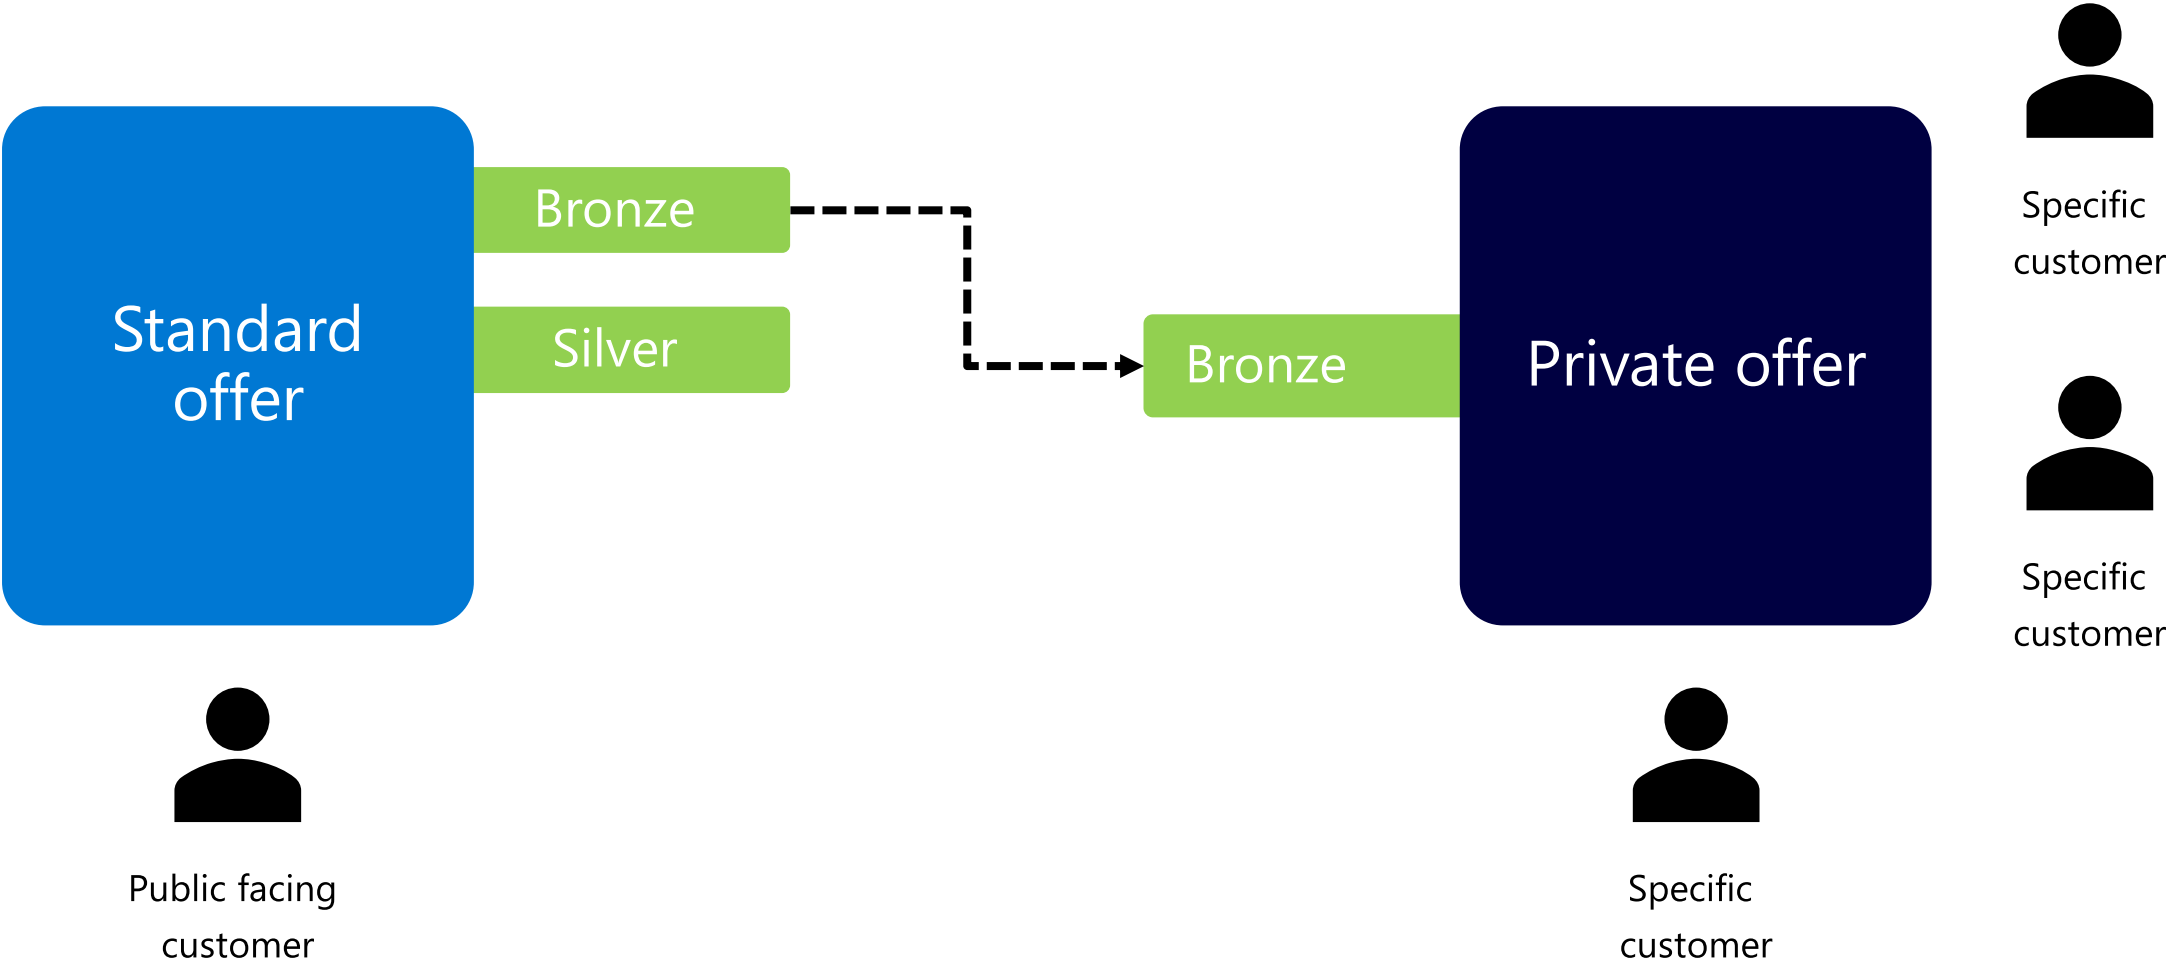 Standard
offer
Bronze
Silver
Bronze
Private offer
Specific
customer
Specific
customer
Public facing
customer
Specific
customer